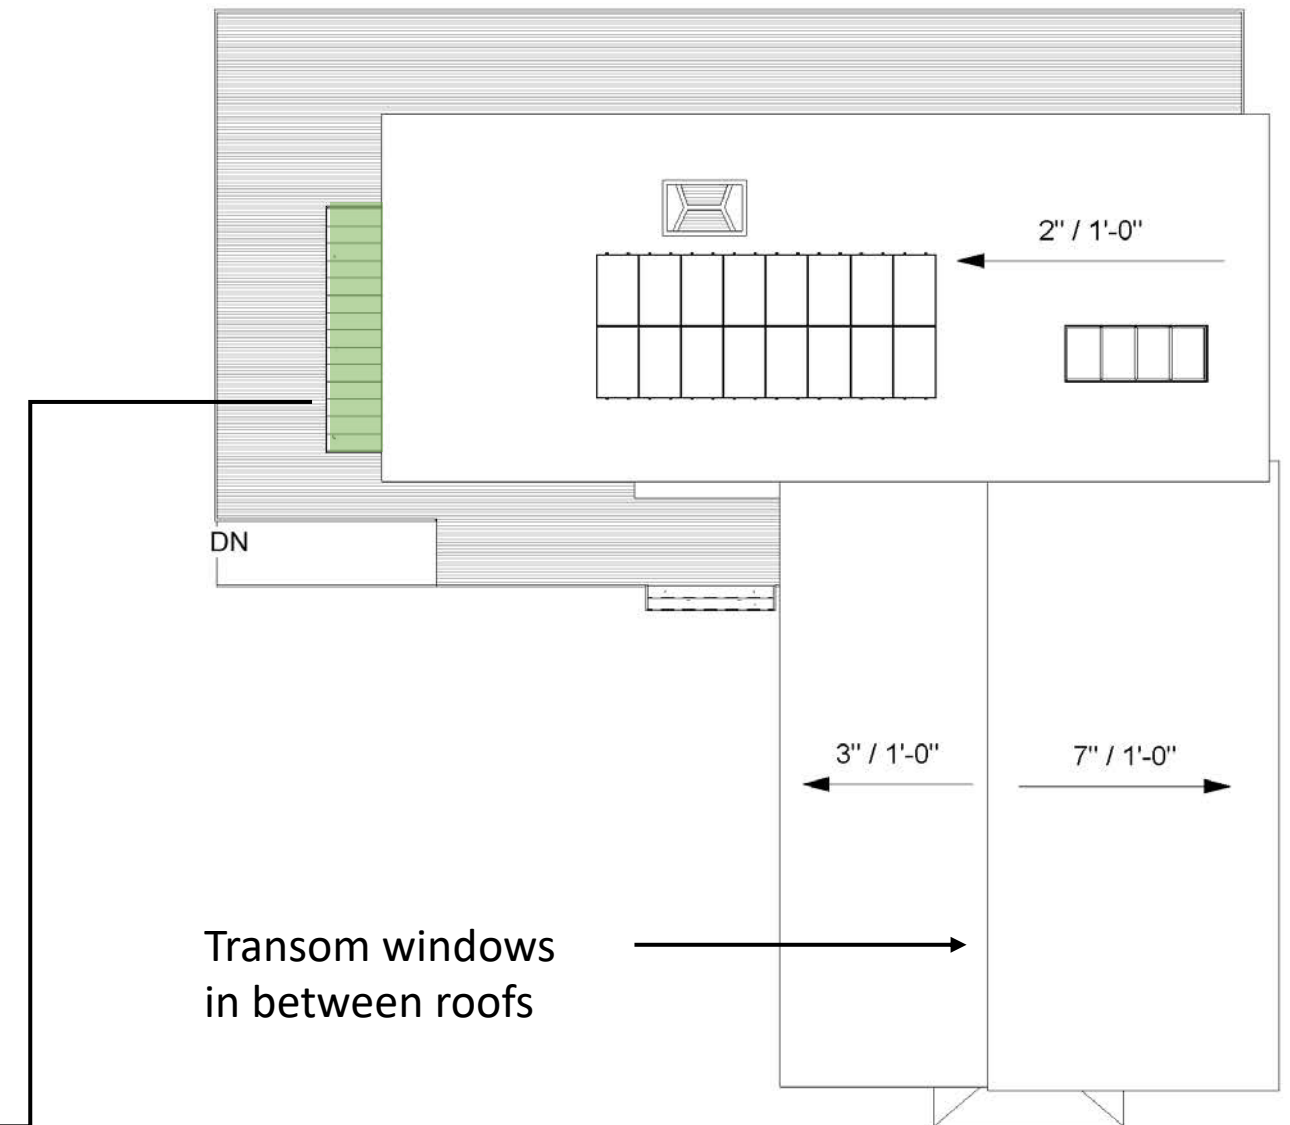 2" / 1'-0"
DN
3" / 1'-0"
7" / 1'-0"
Transom windows
in between roofs